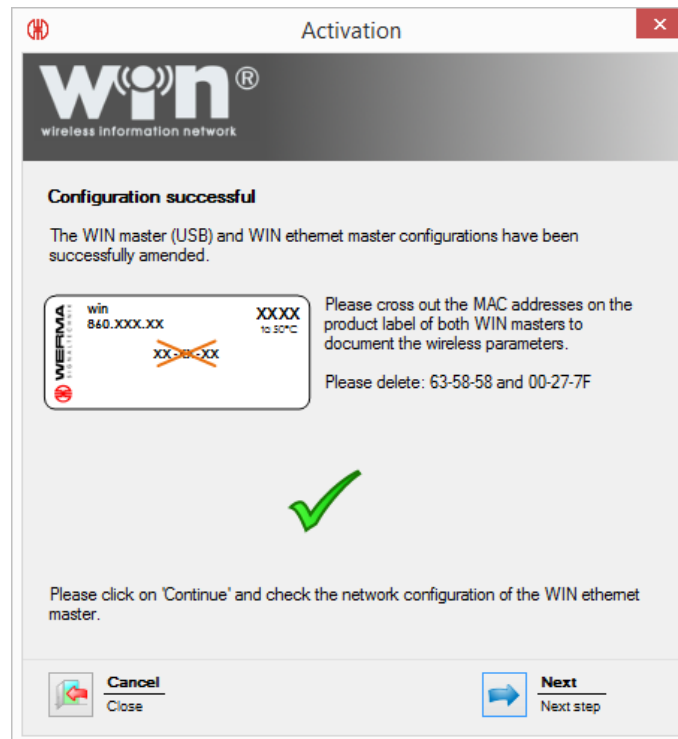 Activation
win®
wireless information network
Configuration successful
The WIN master (USB) and WIN ethernet master configurations have been
successfully amended.
WERMA
SIGNALTECHNIK
win
860.XXX.XX
XXXX
to 50°C
XX-XX-XX
Please cross out the MAC addresses on the
product label of both WIN masters to
document the wireless parameters.
Please delete: 63-58-58 and 00-27-7F
Please click on 'Continue' and check the network configuration of the WIN ethernet
master.
Cancel
Close
Next
Next step